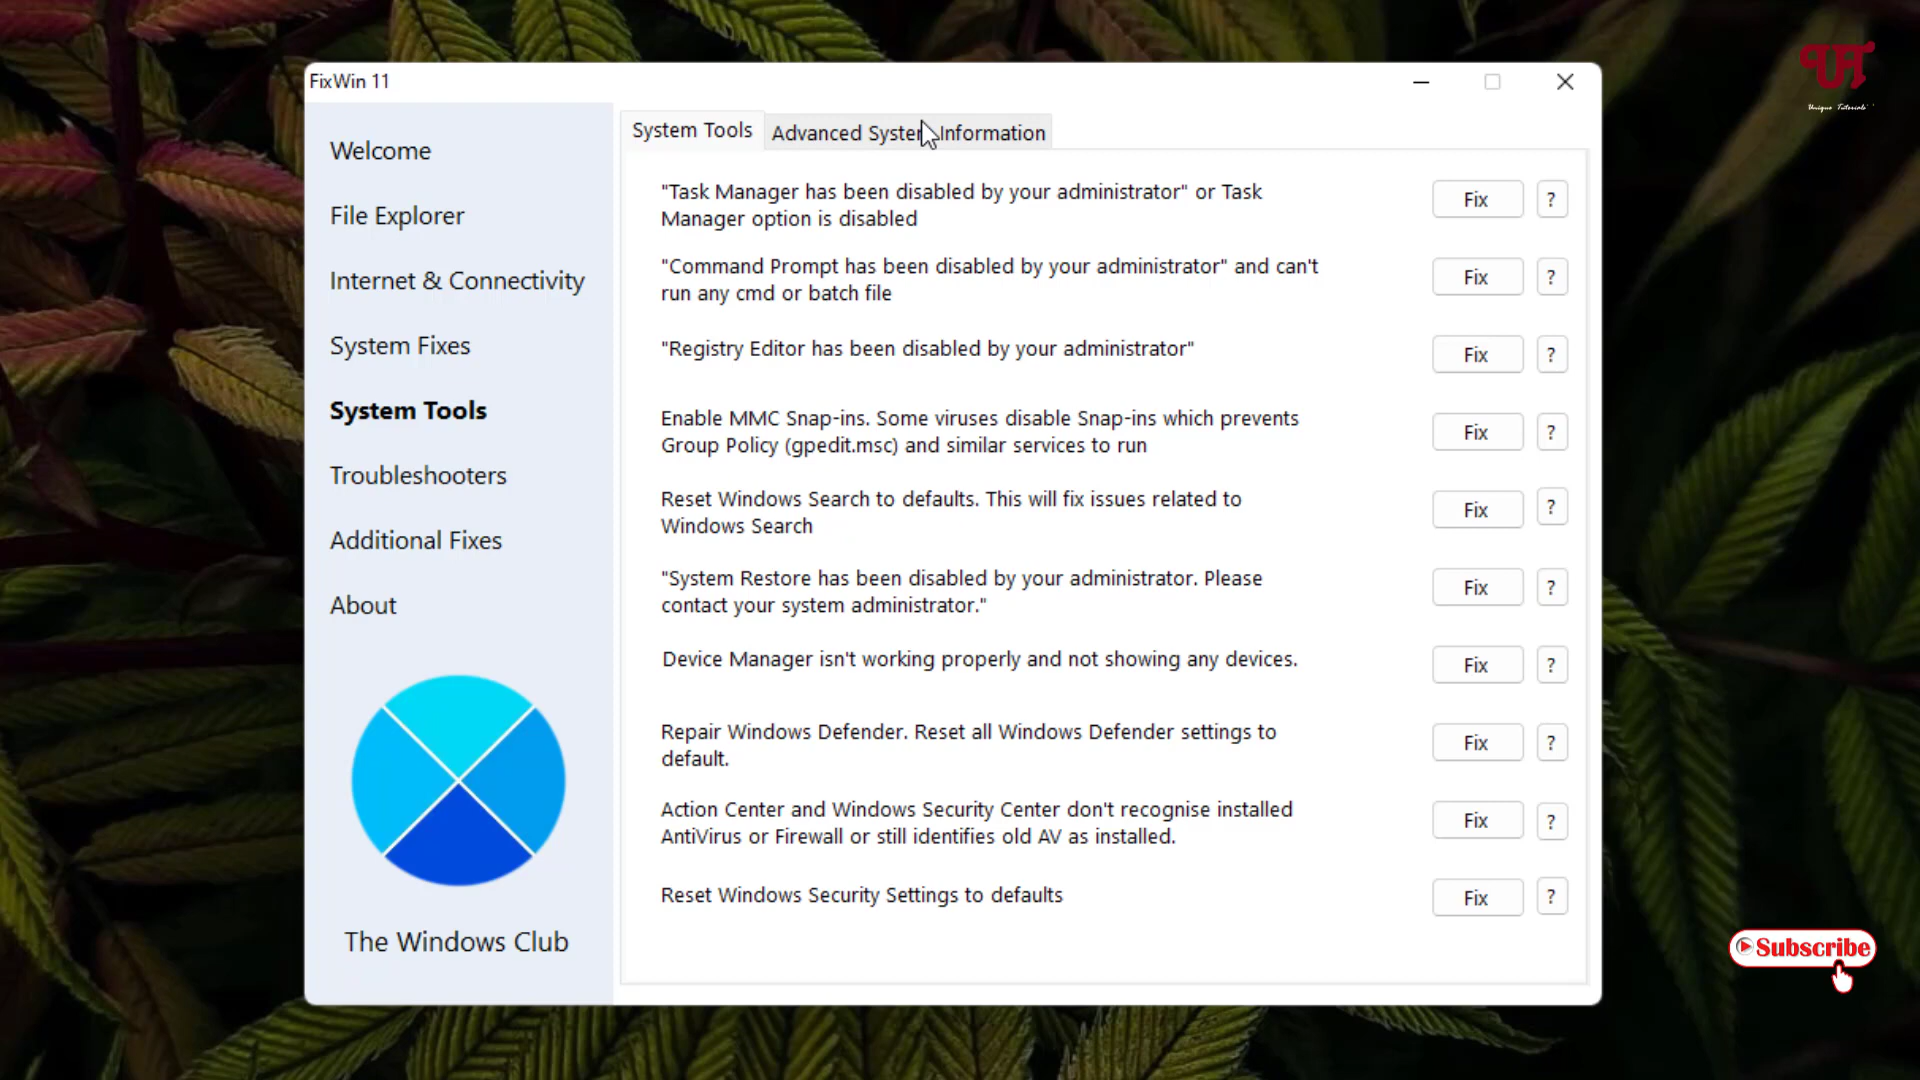 FixWin 11
Welcome
File Explorer
Internet & Connectivity
System Fixes
System Tools
Troubleshooters
Additional Fixes
About
The Windows Club
System Tools
Advanced System Information
"Task Manager has been disabled by your administrator" or Task
Manager option is disabled
Fix
?
"Command Prompt has been disabled by your administrator" and can't
run any cmd or batch file
Fix
?
"Registry Editor has been disabled by your administrator"
Fix
?
Enable MMC Snap-ins. Some viruses disable Snap-ins which prevents
Group Policy (gpedit.msc) and similar services to run
Fix
?
Reset Windows Search to defaults. This will fix issues related to
Windows Search
Fix
?
"System Restore has been disabled by your administrator. Please
contact your system administrator."
Fix
?
Device Manager isn't working properly and not showing any devices.
Fix
?
Repair Windows Defender. Reset all Windows Defender settings to
default.
Fix
?
Action Center and Windows Security Center don't recognise installed
AntiVirus or Firewall or still identifies old AV as installed.
Fix
?
Reset Windows Security Settings to defaults
Fix
?
UT
Unique Tutorials
Subscribe